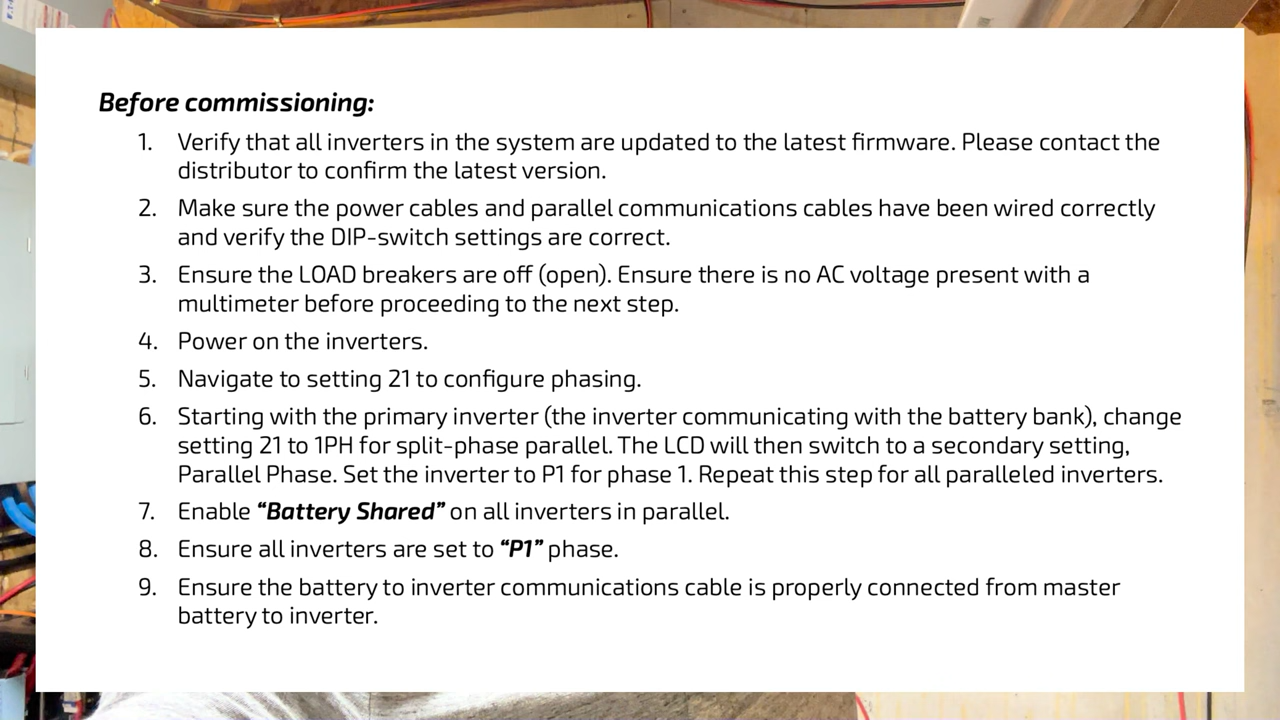 Before commissioning:
1. Verify that all inverters in the system are updated to the latest firmware. Please contact the
distributor to confirm the latest version.
2. Make sure the power cables and parallel communications cables have been wired correctly
and verify the DIP-switch settings are correct.
3. Ensure the LOAD breakers are off (open). Ensure there is no AC voltage present with a
multimeter before proceeding to the next step.
4. Power on the inverters.
5. Navigate to setting 21 to configure phasing.
6. Starting with the primary inverter (the inverter communicating with the battery bank), change
setting 21 to 1PH for split-phase parallel. The LCD will then switch to a secondary setting,
Parallel Phase. Set the inverter to P1 for phase 1. Repeat this step for all paralleled inverters.
7. Enable “Battery Shared” on all inverters in parallel.
8. Ensure all inverters are set to “P1” phase.
9. Ensure the battery to inverter communications cable is properly connected from master
battery to inverter.